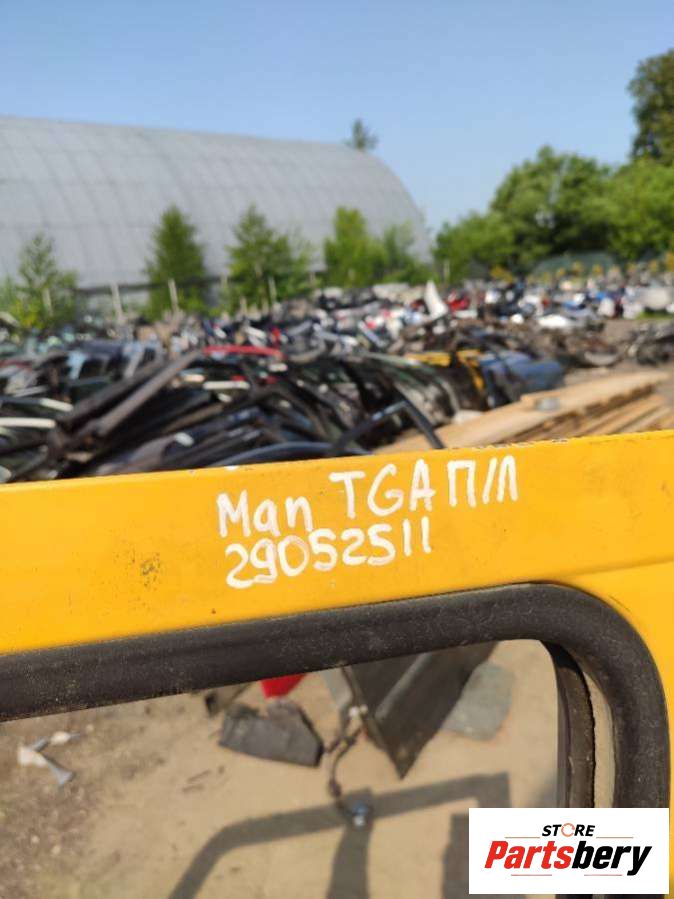 Man TGA П/Л
29052511
STORE
Partsbery